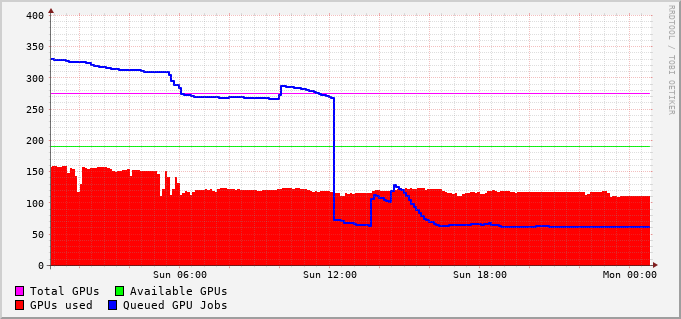 400
350
300
250
200
150
100
50
0
Sun 06:00 Sun 12:00 Sun 18:00 Mon 00:00
Total GPUs Available GPUs
GPUs used Queued GPU Jobs
RRDTOOL / TOBI OETIKER